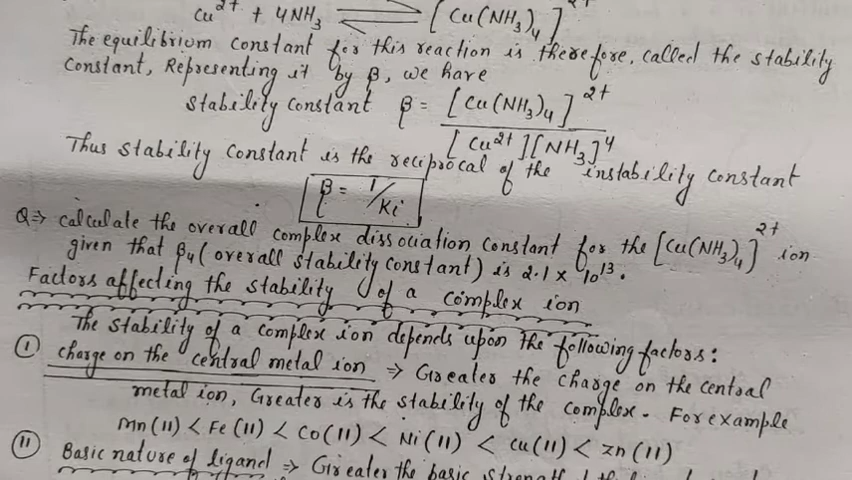 Cu²⁺ + 4NH₃ ⇌ [Cu(NH₃)₄]²⁺
The equilibrium constant for this reaction is therefore, called the stability
Constant, Representing it by β, we have
Stability Constant β = [Cu(NH₃)₄]²⁺
[Cu²⁺][NH₃]⁴
Thus stability Constant is the reciprocal of the instability constant
β = 1/Ki
Q⇒ calculate the overall complex dissociation constant for the [Cu(NH₃)₄]²⁺ ion
given that β₄ (overall stability constant) is 2.1 × 10¹³.
Factors affecting the stability of a complex ion
The stability of a complex ion depends upon the following factors:
(I) charge on the central metal ion ⇒ Greater the charge on the central
metal ion, Greater is the stability of the complex. For example
Mn(II) < Fe(II) < Co(II) < Ni(II) < Cu(II) < Zn(II)
(II) Basic nature of ligand ⇒ Greater the basic strength